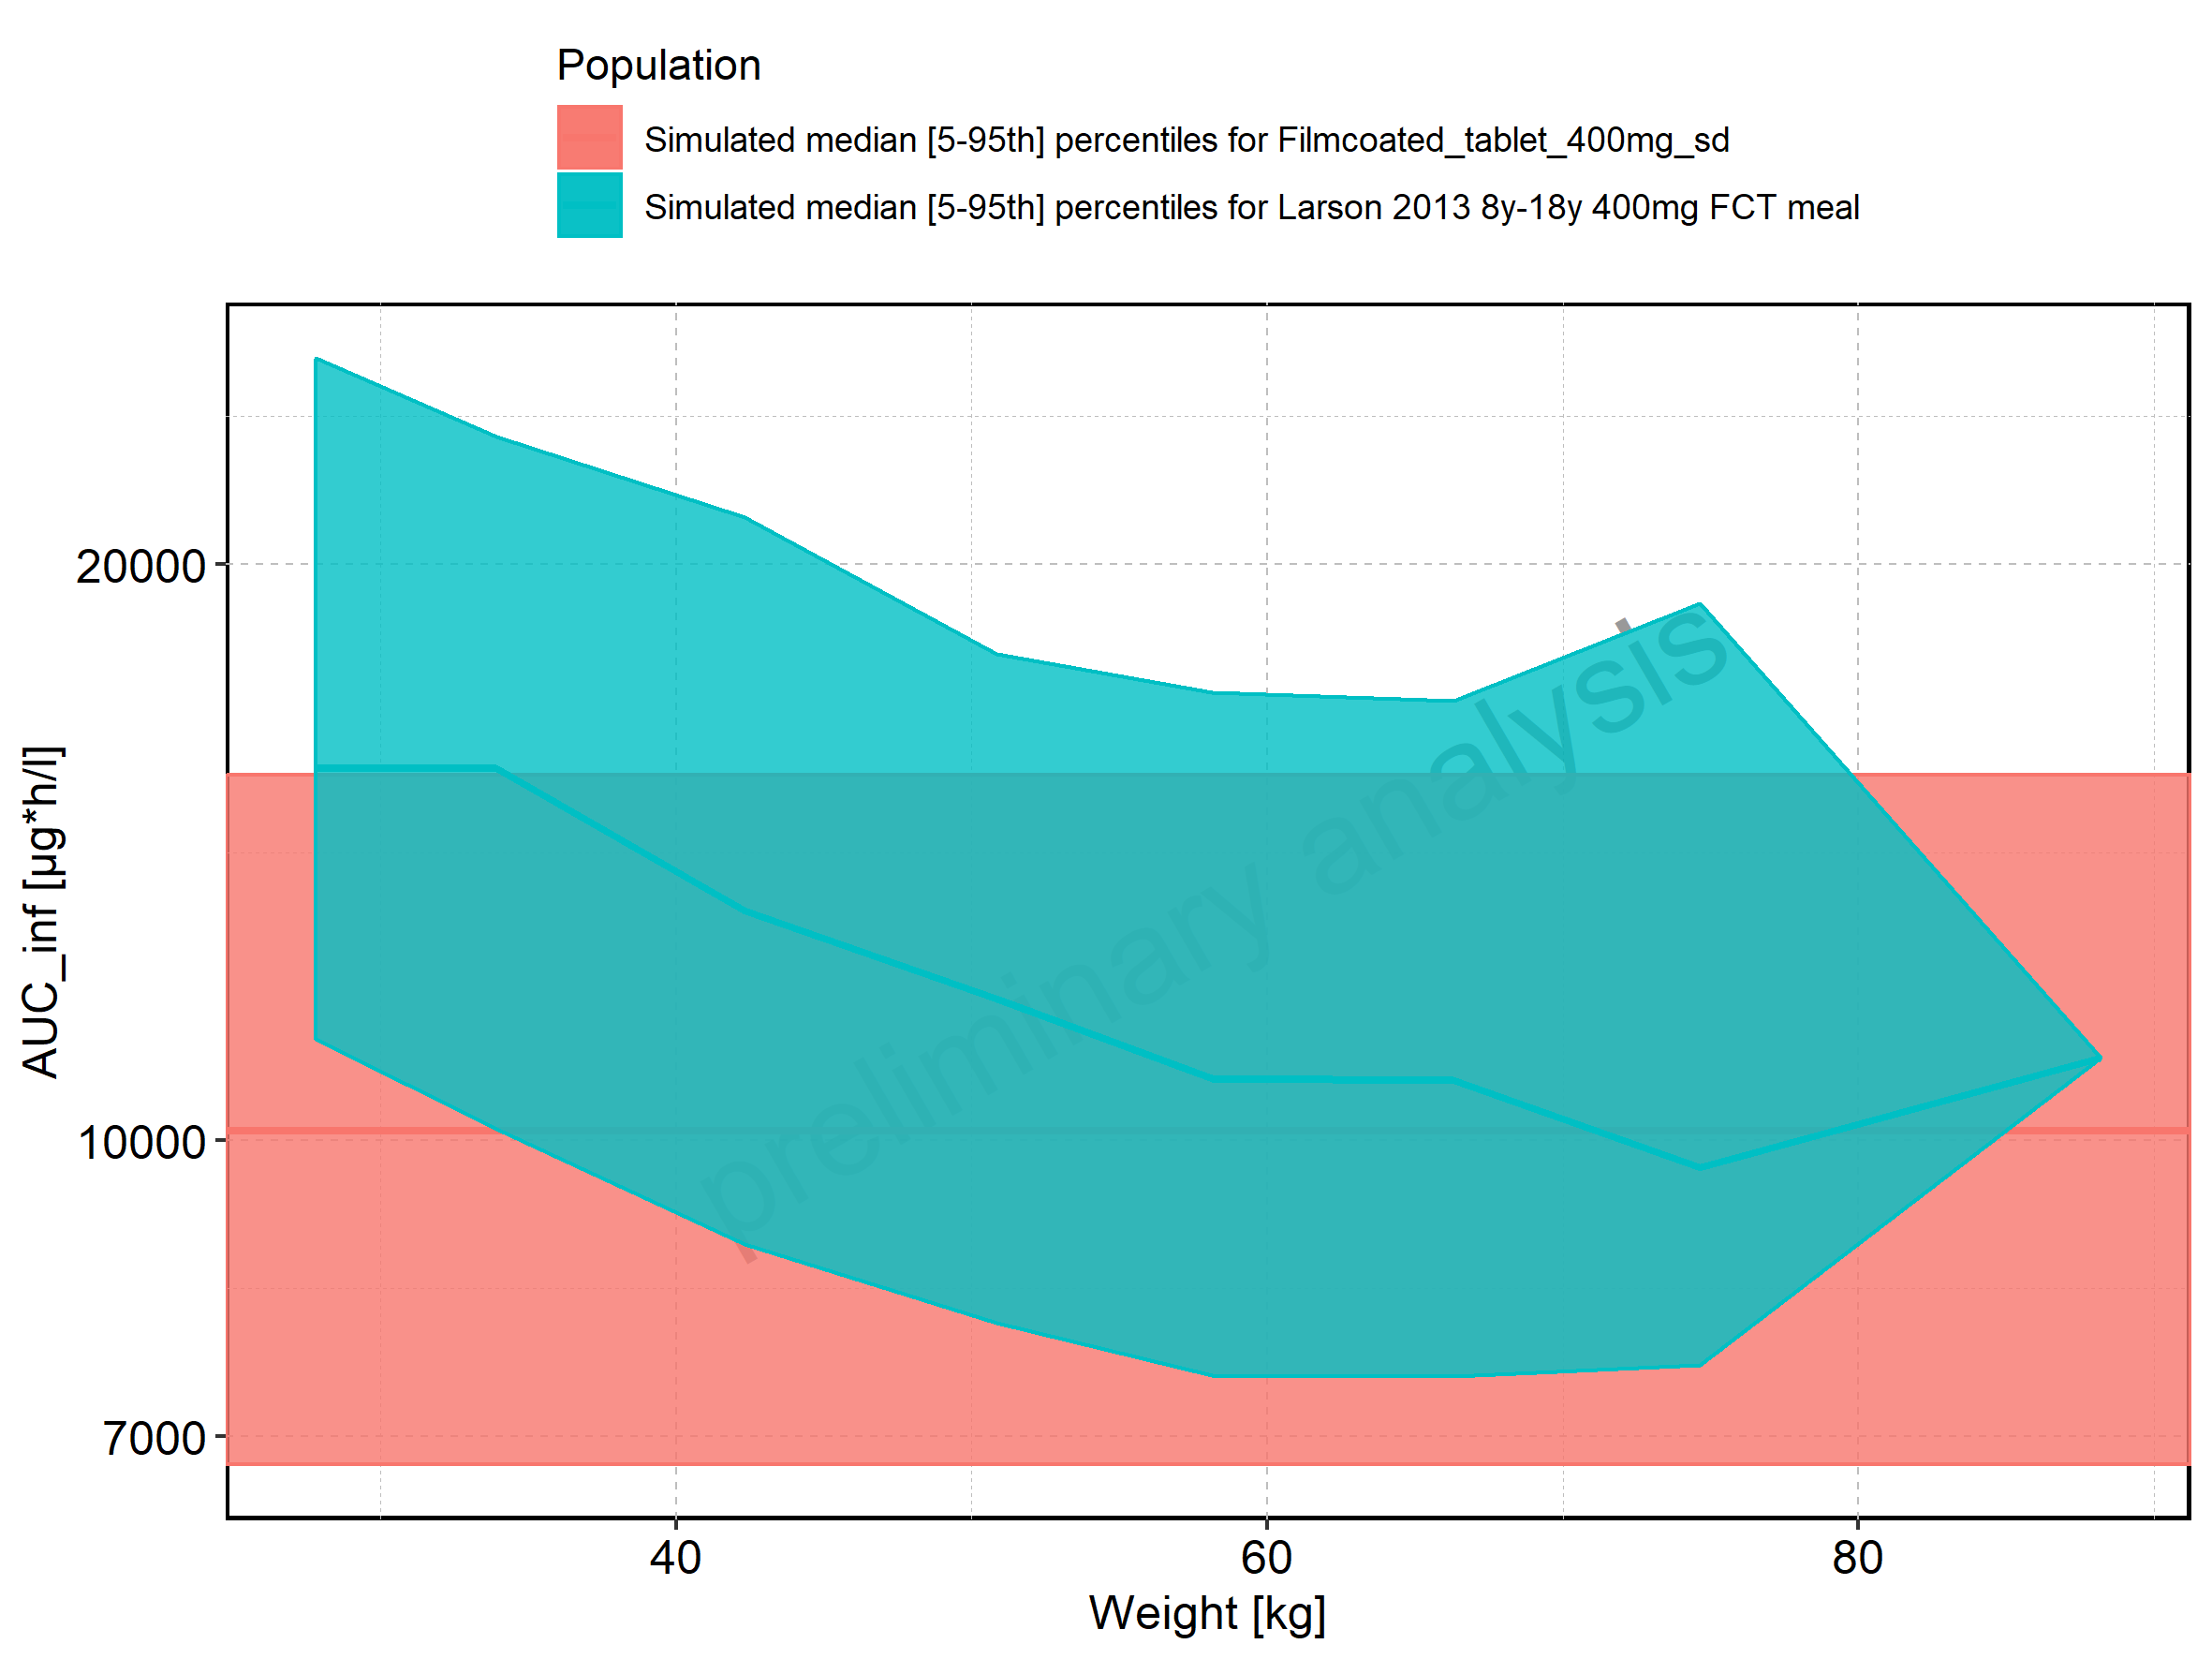 Population
Simulated median [5-95th] percentiles for Filmcoated_tablet_400mg_sd
Simulated median [5-95th] percentiles for Larson 2013 8y-18y 400mg FCT meal
20000
10000
7000
AUC_inf [µg*h/l]
preliminary analysis
40
60
80
Weight [kg]